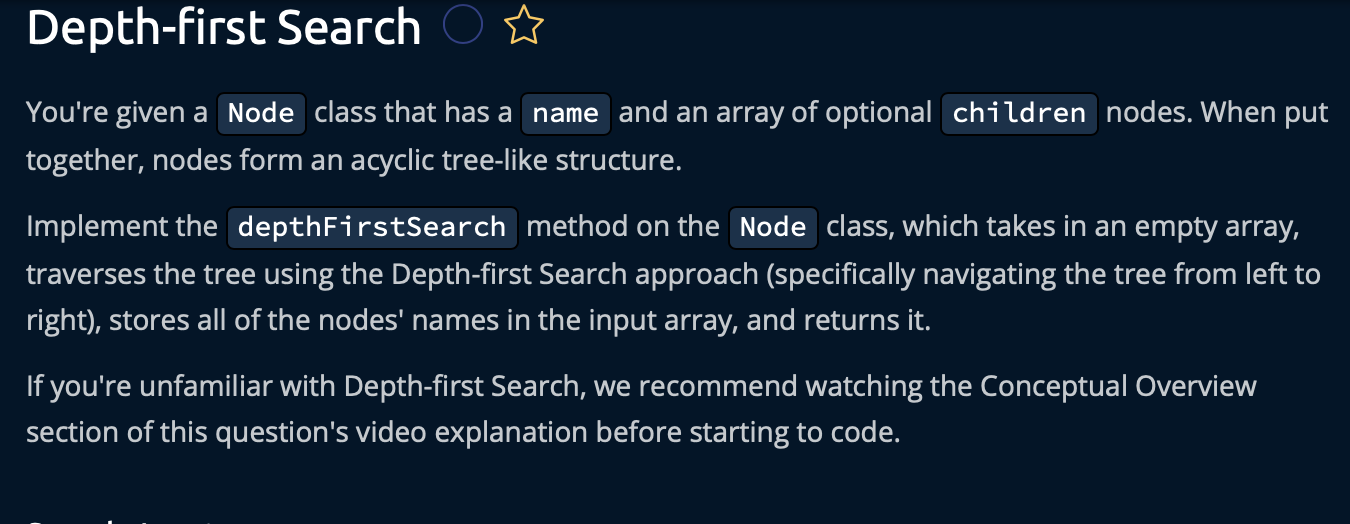 Depth-first Search
You're given a Node class that has a name and an array of optional children nodes. When put
together, nodes form an acyclic tree-like structure.
Implement the depthFirstSearch method on the Node class, which takes in an empty array,
traverses the tree using the Depth-first Search approach (specifically navigating the tree from left to
right), stores all of the nodes' names in the input array, and returns it.
If you're unfamiliar with Depth-first Search, we recommend watching the Conceptual Overview
section of this question's video explanation before starting to code.